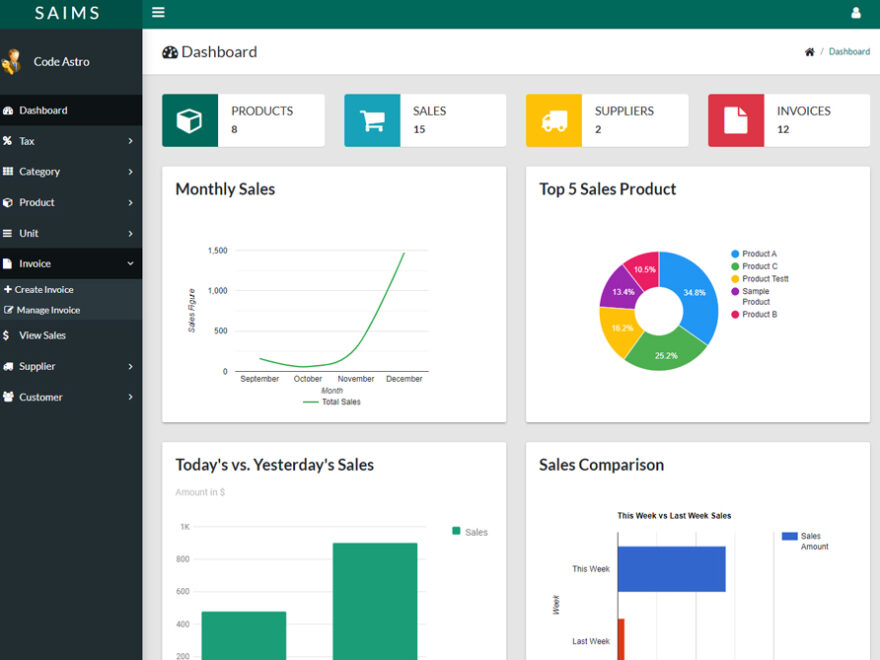 SAIMS
Code Astro
Dashboard
Tax
Category
Product
Unit
Invoice
Create Invoice
Manage Invoice
View Sales
Supplier
Customer
Dashboard
/ Dashboard
PRODUCTS
8
SALES
15
SUPPLIERS
2
INVOICES
12
Monthly Sales
1,500
1,000
500
0
Sales Figure
September October November December
Month
Total Sales
Top 5 Sales Product
34.8%
25.2%
16.2%
13.4%
10.5%
Product A
Product C
Product Testt
Sample
Product
Product B
Today's vs. Yesterday's Sales
Amount in $
1K
800
600
400
200
Sales
Sales Comparison
This Week vs Last Week Sales
This Week
Last Week
Week
Sales
Amount